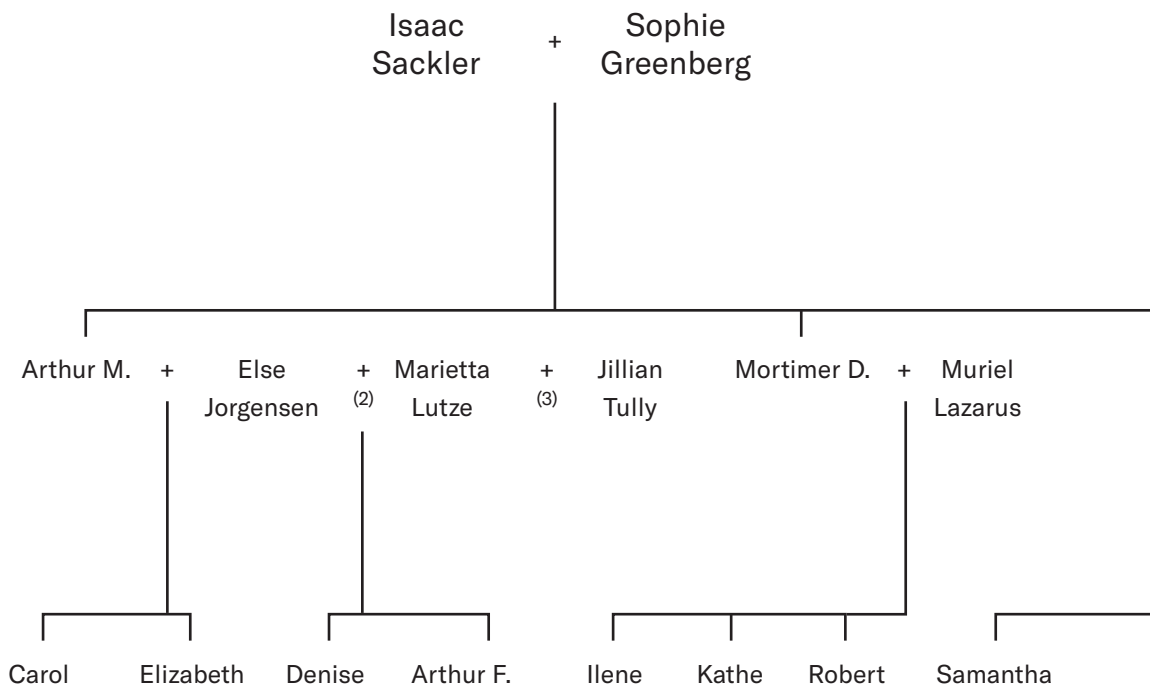 Isaac Sackler + Sophie Greenberg
Arthur M. + Else Jorgensen + (2) Marietta Lutze + (3) Jillian Tully Mortimer D. + Muriel Lazarus
Carol Elizabeth Denise Arthur F. Ilene Kathe Robert Samantha